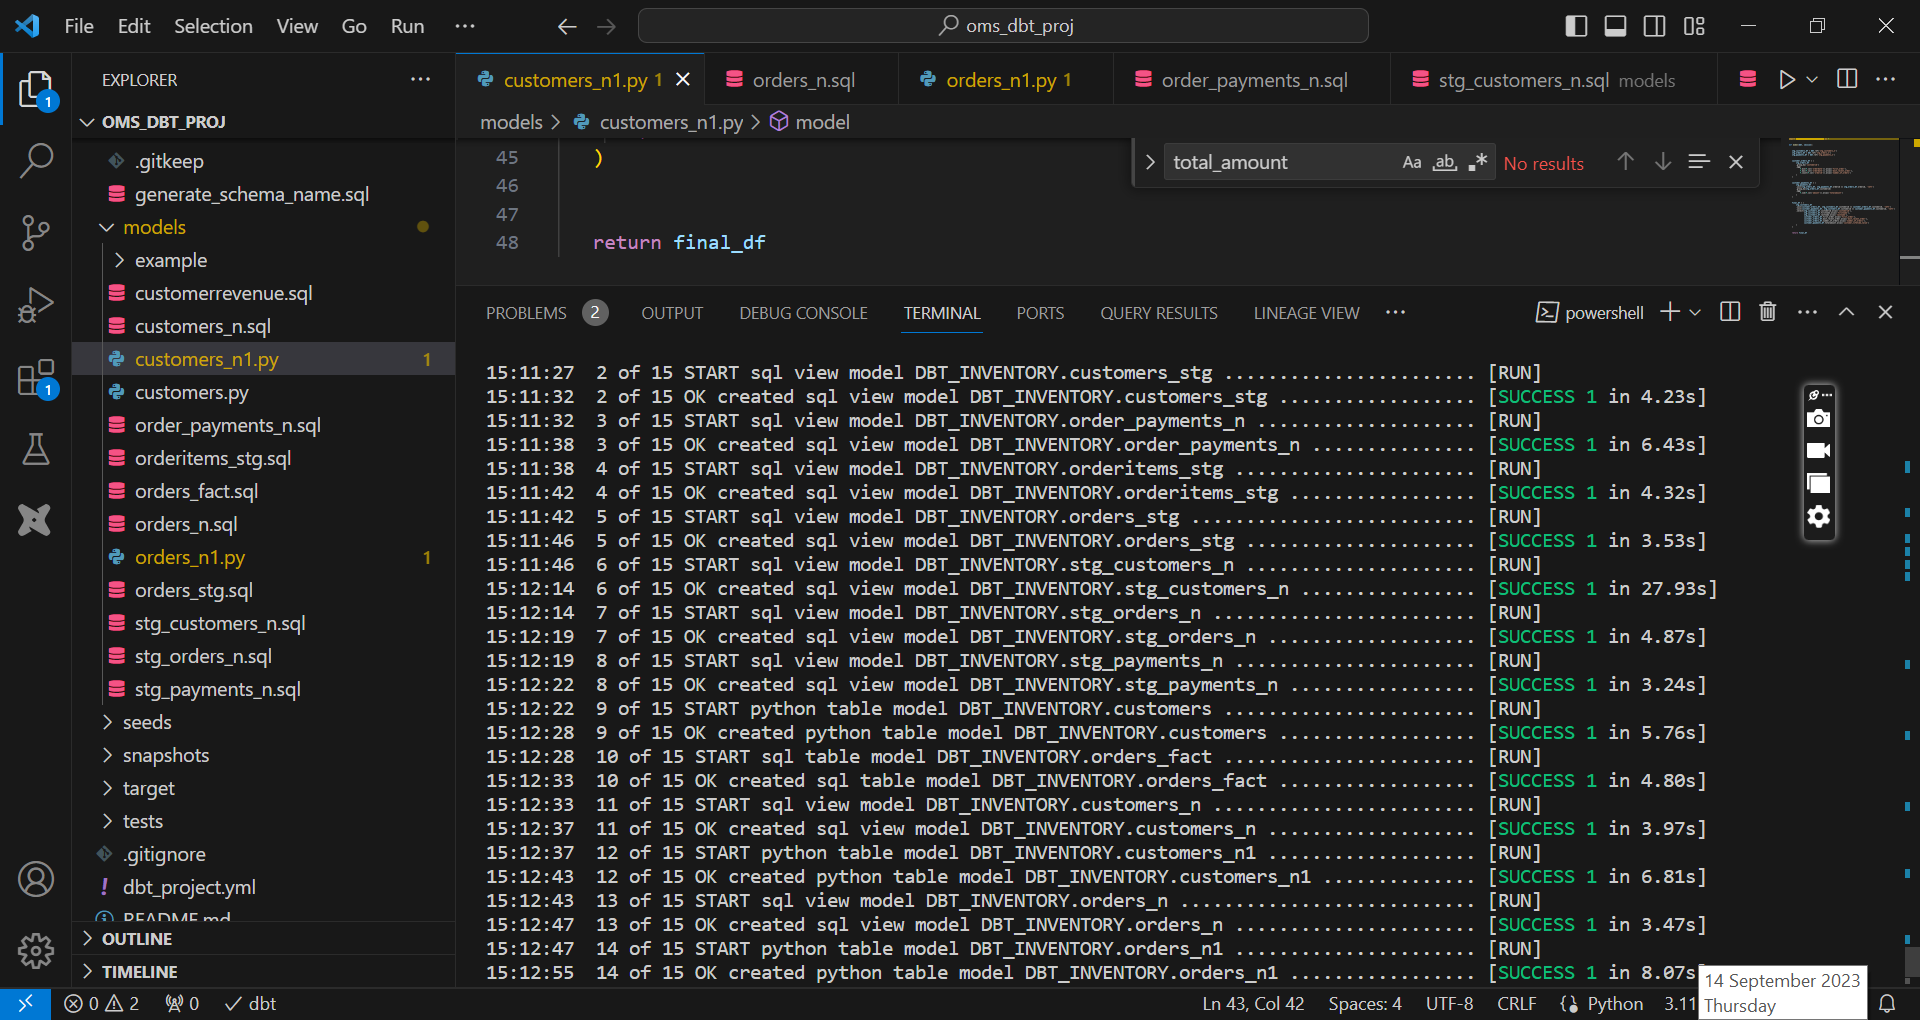 File Edit Selection View Go Run ...
oms_dbt_proj
EXPLORER
OMS_DBT_PROJ
.gitkeep
generate_schema_name.sql
models
example
customerrevenue.sql
customers_n.sql
customers_n1.py 1
customers.py
order_payments_n.sql
orderitems_stg.sql
orders_fact.sql
orders_n.sql
orders_n1.py 1
orders_stg.sql
stg_customers_n.sql
stg_orders_n.sql
stg_payments_n.sql
seeds
snapshots
target
tests
.gitignore
dbt_project.yml
README.md
OUTLINE
TIMELINE
1
1
customers_n1.py 1
orders_n.sql
orders_n1.py 1
order_payments_n.sql
stg_customers_n.sql models
models > customers_n1.py > model
45 )
46
47
48 return final_df
total_amount Aa ab .* No results
PROBLEMS 2 OUTPUT DEBUG CONSOLE TERMINAL PORTS QUERY RESULTS LINEAGE VIEW ...
powershell
15:11:27 2 of 15 START sql view model DBT_INVENTORY.customers_stg ....................... [RUN]
15:11:32 2 of 15 OK created sql view model DBT_INVENTORY.customers_stg .................. [SUCCESS 1 in 4.23s]
15:11:32 3 of 15 START sql view model DBT_INVENTORY.order_payments_n .................... [RUN]
15:11:38 3 of 15 OK created sql view model DBT_INVENTORY.order_payments_n ............... [SUCCESS 1 in 6.43s]
15:11:38 4 of 15 START sql view model DBT_INVENTORY.orderitems_stg ...................... [RUN]
15:11:42 4 of 15 OK created sql view model DBT_INVENTORY.orderitems_stg ................. [SUCCESS 1 in 4.32s]
15:11:42 5 of 15 START sql view model DBT_INVENTORY.orders_stg .......................... [RUN]
15:11:46 5 of 15 OK created sql view model DBT_INVENTORY.orders_stg ..................... [SUCCESS 1 in 3.53s]
15:11:46 6 of 15 START sql view model DBT_INVENTORY.stg_customers_n ..................... [RUN]
15:12:14 6 of 15 OK created sql view model DBT_INVENTORY.stg_customers_n ................ [SUCCESS 1 in 27.93s]
15:12:14 7 of 15 START sql view model DBT_INVENTORY.stg_orders_n ........................ [RUN]
15:12:19 7 of 15 OK created sql view model DBT_INVENTORY.stg_orders_n ................... [SUCCESS 1 in 4.87s]
15:12:19 8 of 15 START sql view model DBT_INVENTORY.stg_payments_n ...................... [RUN]
15:12:22 8 of 15 OK created sql view model DBT_INVENTORY.stg_payments_n ................. [SUCCESS 1 in 3.24s]
15:12:22 9 of 15 START python table model DBT_INVENTORY.customers ....................... [RUN]
15:12:28 9 of 15 OK created python table model DBT_INVENTORY.customers .................. [SUCCESS 1 in 5.76s]
15:12:28 10 of 15 START sql table model DBT_INVENTORY.orders_fact ........................ [RUN]
15:12:33 10 of 15 OK created sql table model DBT_INVENTORY.orders_fact ................... [SUCCESS 1 in 4.80s]
15:12:33 11 of 15 START sql view model DBT_INVENTORY.customers_n ......................... [RUN]
15:12:37 11 of 15 OK created sql view model DBT_INVENTORY.customers_n .................... [SUCCESS 1 in 3.97s]
15:12:37 12 of 15 START python table model DBT_INVENTORY.customers_n1 .................... [RUN]
15:12:43 12 of 15 OK created python table model DBT_INVENTORY.customers_n1 ............... [SUCCESS 1 in 6.81s]
15:12:43 13 of 15 START sql view model DBT_INVENTORY.orders_n ............................ [RUN]
15:12:47 13 of 15 OK created sql view model DBT_INVENTORY.orders_n ....................... [SUCCESS 1 in 3.47s]
15:12:47 14 of 15 START python table model DBT_INVENTORY.orders_n1 ....................... [RUN]
15:12:55 14 of 15 OK created python table model DBT_INVENTORY.orders_n1 .................. [SUCCESS 1 in 8.07s
14 September 2023
Thursday
0 2 0 dbt Ln 43, Col 42 Spaces: 4 UTF-8 CRLF Python 3.11